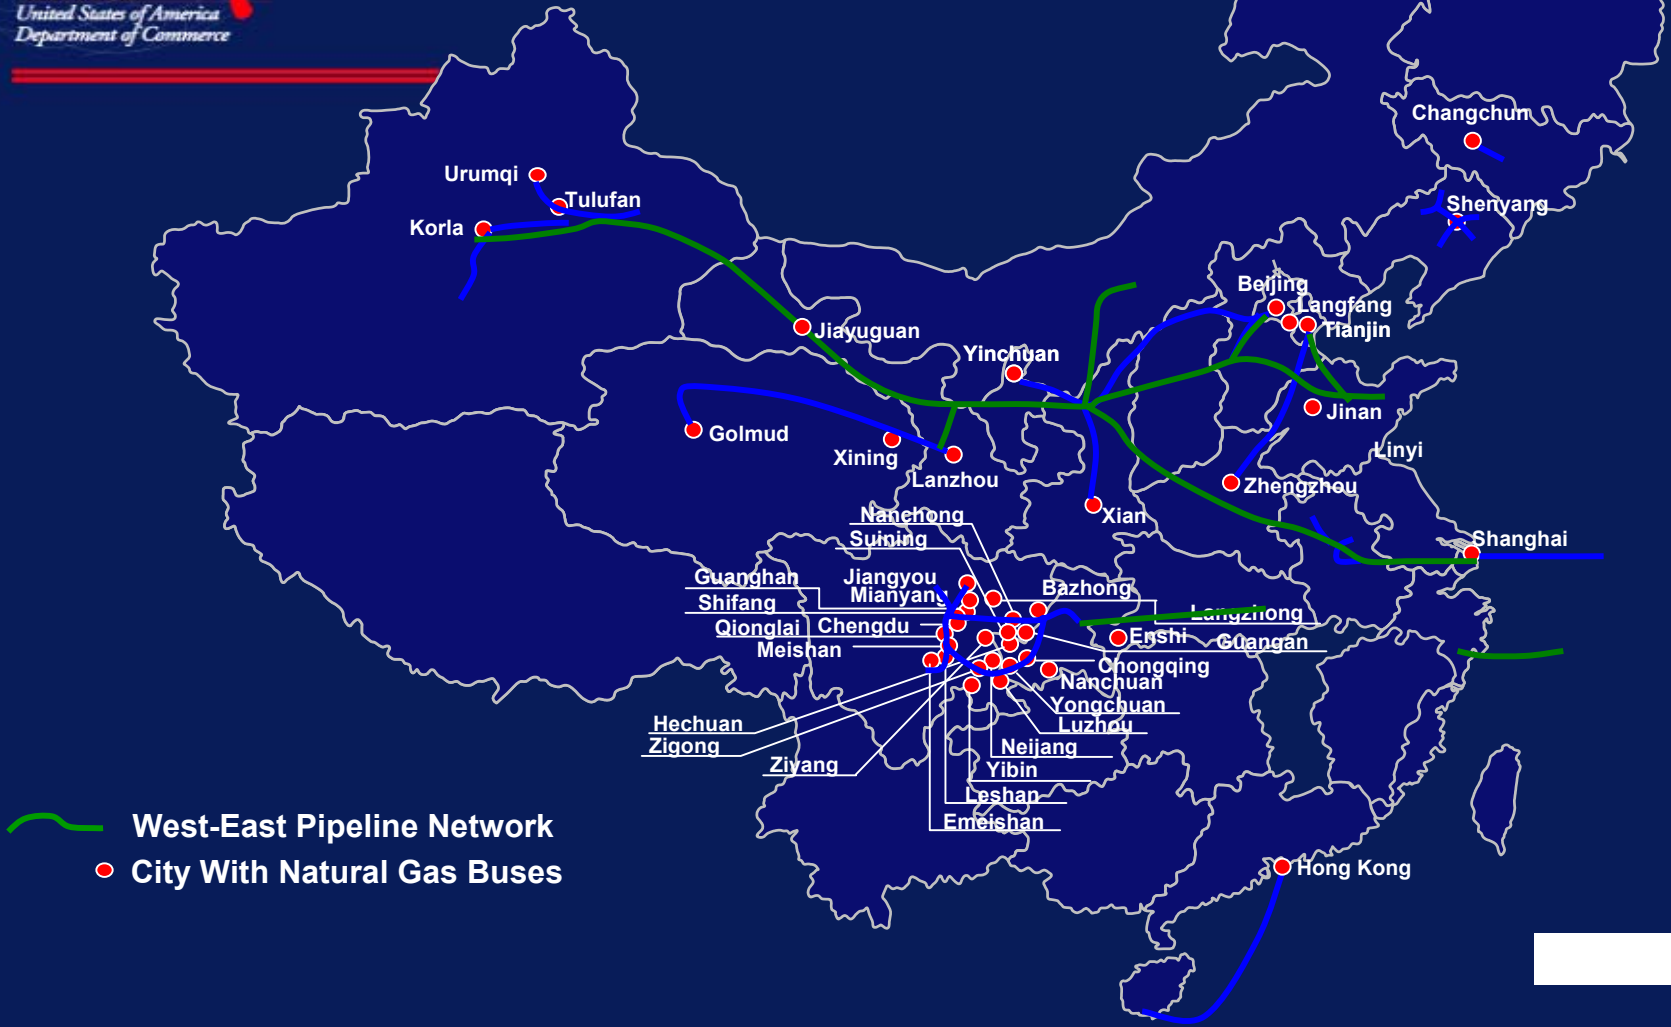 United States of America
Department of Commerce
Changchun
Urumqi
Tulufan
Shenyang
Korla
Beijing
Langfang
Tianjin
Jiayuguan
Yinchuan
Jinan
Golmud
Linyi
Xining
Lanzhou
Zhengzhou
Nanchong
Xian
Suining
Shanghai
Guanghan
Jiangyou
Bazhong
Mianyang
Shifang
Langzhong
Qionglai
Chengdu
Enshi
Guangan
Meishan
Chongqing
Nanchuan
Yongchuan
Hechuan
Luzhou
Zigong
Neijang
Ziyang
Yibin
Leshan
Emeishan
West-East Pipeline Network
City With Natural Gas Buses
Hong Kong